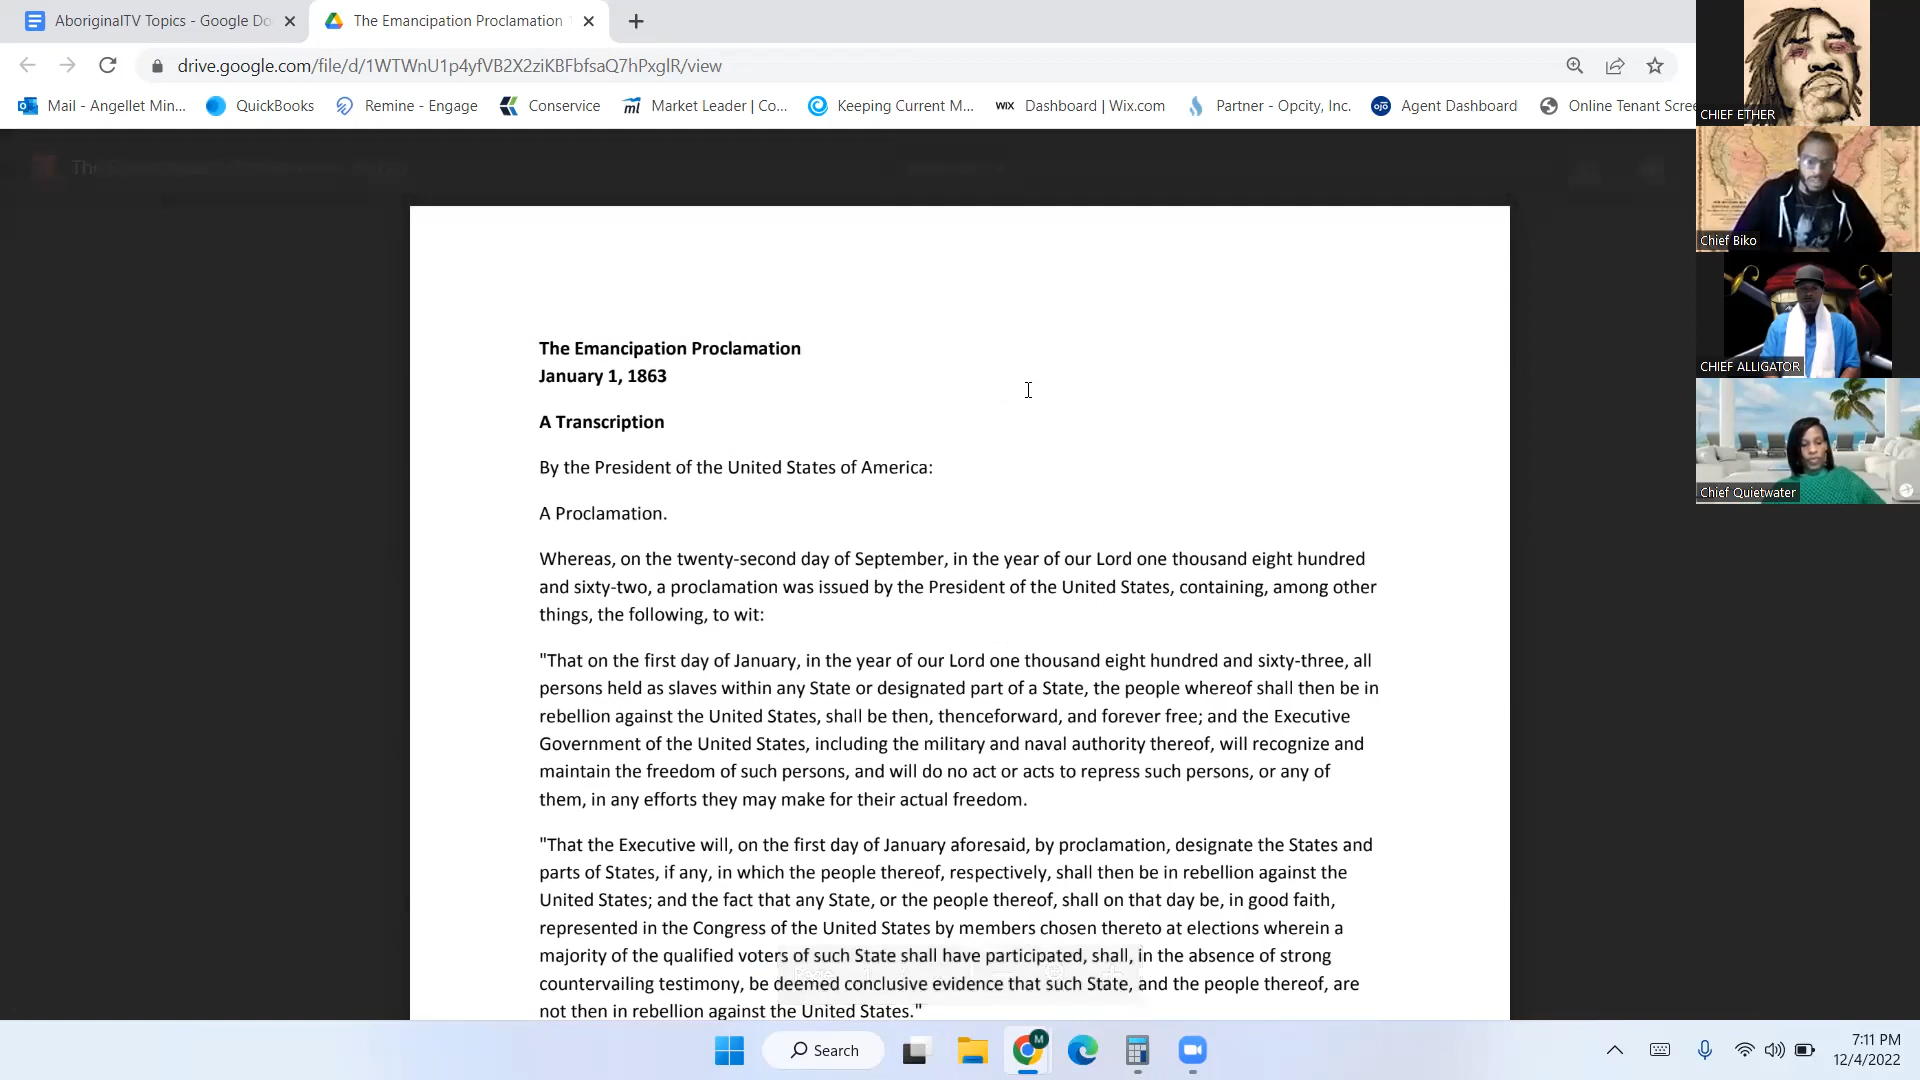 AboriginalTV Topics - Google Do
The Emancipation Proclamation
drive.google.com/file/d/1WTWnU1p4yfVB2X2ziKBFbfsaQ7hPxglR/view
Mail - Angellet Min...
QuickBooks
Remine - Engage
Conservice
Market Leader | Co...
Keeping Current M...
WIX Dashboard | Wix.com
Partner - Opcity, Inc.
ojo Agent Dashboard
Online Tenant Scre
CHIEF ETHER
Chief Biko
CHIEF ALLIGATOR
Chief Quietwater
The Emancipation Proclamation
January 1, 1863
A Transcription
By the President of the United States of America:
A Proclamation.
Whereas, on the twenty-second day of September, in the year of our Lord one thousand eight hundred
and sixty-two, a proclamation was issued by the President of the United States, containing, among other
things, the following, to wit:
"That on the first day of January, in the year of our Lord one thousand eight hundred and sixty-three, all
persons held as slaves within any State or designated part of a State, the people whereof shall then be in
rebellion against the United States, shall be then, thenceforward, and forever free; and the Executive
Government of the United States, including the military and naval authority thereof, will recognize and
maintain the freedom of such persons, and will do no act or acts to repress such persons, or any of
them, in any efforts they may make for their actual freedom.
"That the Executive will, on the first day of January aforesaid, by proclamation, designate the States and
parts of States, if any, in which the people thereof, respectively, shall then be in rebellion against the
United States; and the fact that any State, or the people thereof, shall on that day be, in good faith,
represented in the Congress of the United States by members chosen thereto at elections wherein a
majority of the qualified voters of such State shall have participated, shall, in the absence of strong
countervailing testimony, be deemed conclusive evidence that such State, and the people thereof, are
not then in rebellion against the United States."
Search
M
7:11 PM
12/4/2022